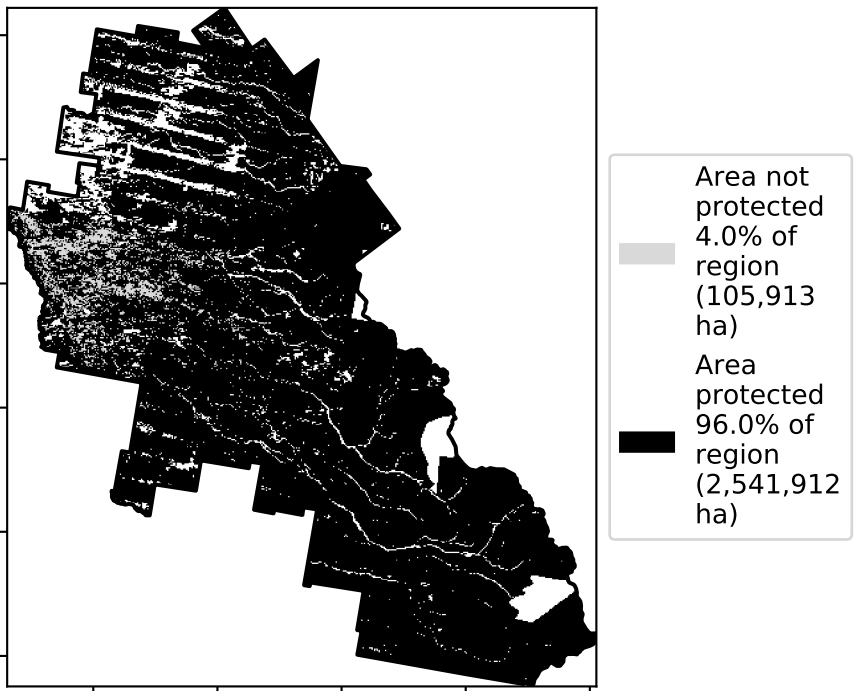 Area not
protected
4.0% of
region
(105,913
ha)
Area
protected
96.0% of
region
(2,541,912
ha)